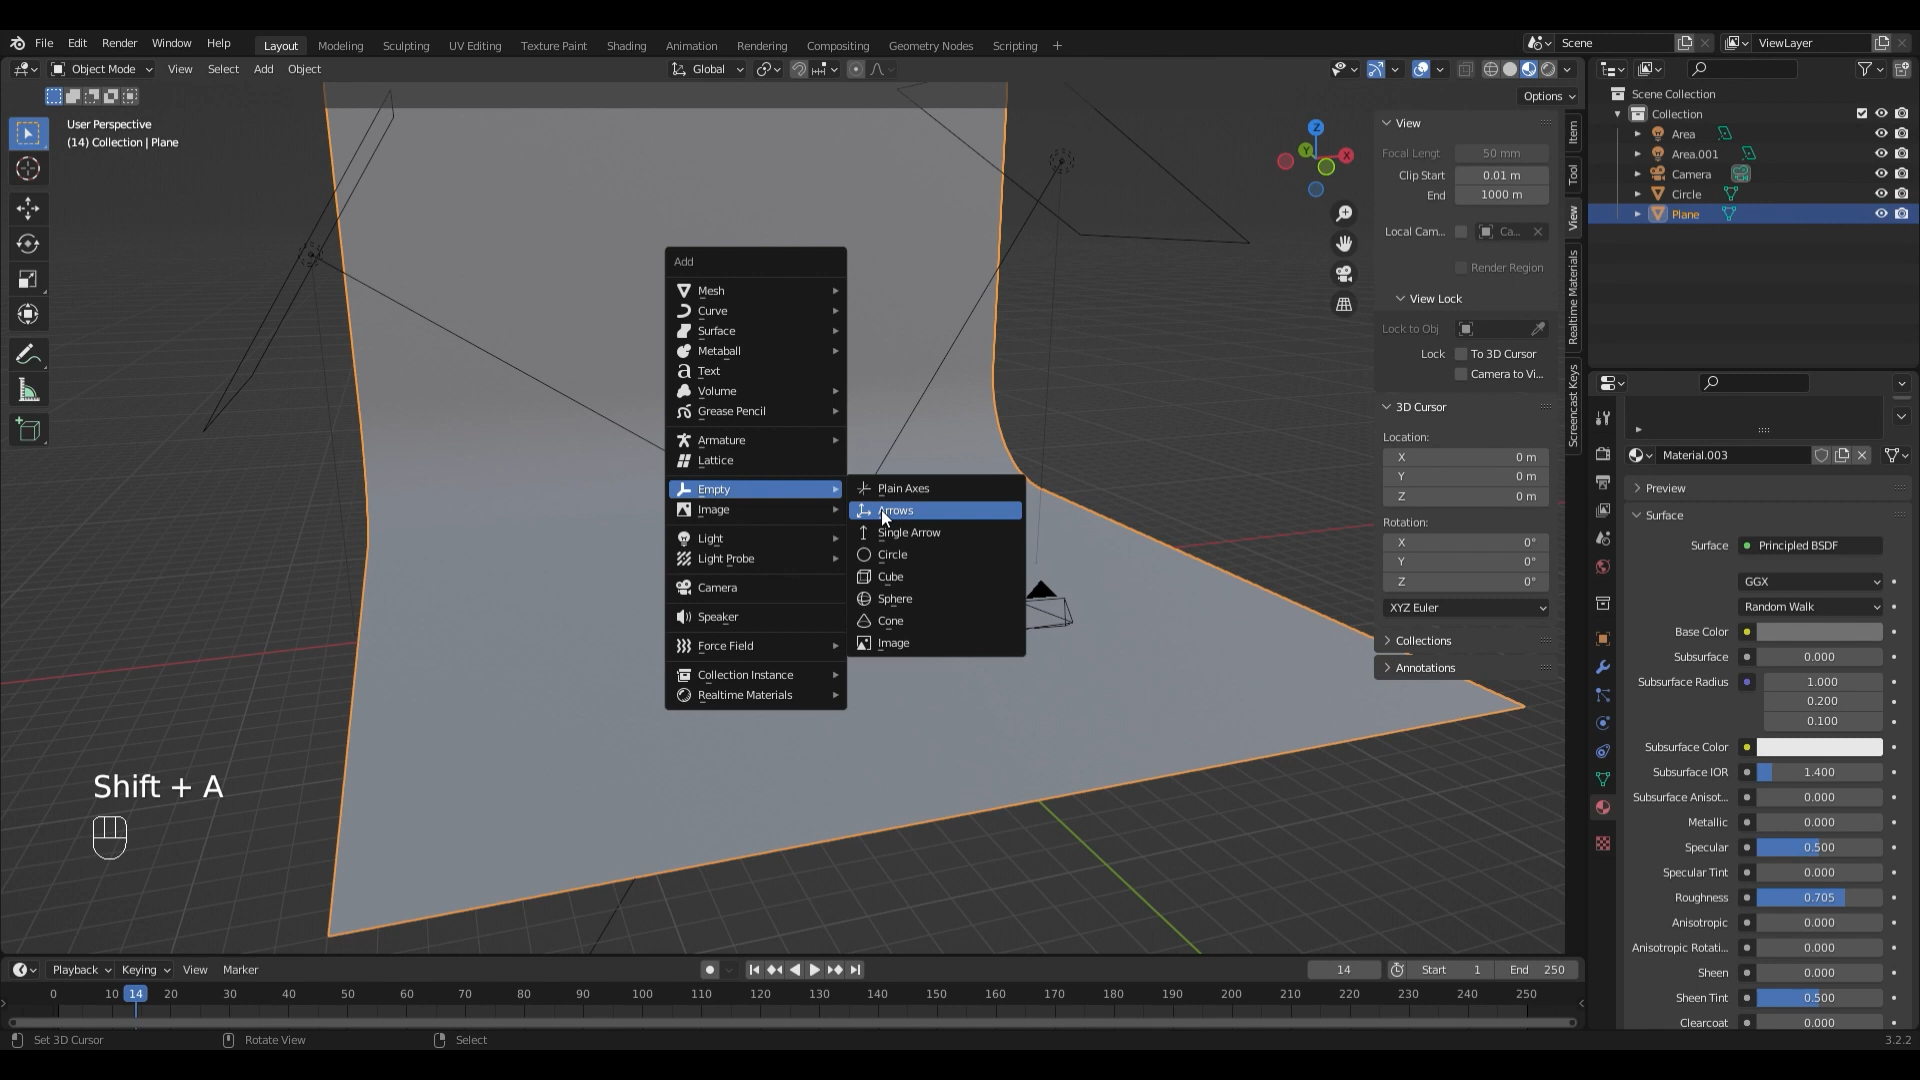 File Edit Render Window Help
Layout Modeling Sculpting UV Editing Texture Paint Shading Animation Rendering Compositing Geometry Nodes Scripting +
Scene
ViewLayer
Object Mode View Select Add Object
Global
Options
User Perspective
(14) Collection | Plane
Z
Y
X
Add
Mesh
Curve
Surface
Metaball
Text
Volume
Grease Pencil
Armature
Lattice
Empty
Image
Light
Light Probe
Camera
Speaker
Force Field
Collection Instance
Realtime Materials
Plain Axes
Arrows
Single Arrow
Circle
Cube
Sphere
Cone
Image
Shift + A
View
Focal Lengt 50 mm
Clip Start 0.01 m
End 1000 m
Local Cam... Ca...
Render Region
View Lock
Lock to Obj
Lock To 3D Cursor
Camera to Vi...
3D Cursor
Location:
X 0 m
Y 0 m
Z 0 m
Rotation:
X 0°
Y 0°
Z 0°
XYZ Euler
Collections
Annotations
Item
Tool
View
Realtime Materials
Screencast Keys
Scene Collection
Collection
Area
Area.001
Camera
Circle
Plane
Material.003
Preview
Surface
Surface Principled BSDF
GGX
Random Walk
Base Color
Subsurface 0.000
Subsurface Radius 1.000
0.200
0.100
Subsurface Color
Subsurface IOR 1.400
Subsurface Anisot... 0.000
Metallic 0.000
Specular 0.500
Specular Tint 0.000
Roughness 0.705
Anisotropic 0.000
Anisotropic Rotati... 0.000
Sheen 0.000
Sheen Tint 0.500
Clearcoat 0.000
Playback Keying View Marker
14 Start 1 End 250
0 10 14 20 30 40 50 60 70 80 90 100 110 120 130 140 150 160 170 180 190 200 210 220 230 240 250
Set 3D Cursor Rotate View Select
3.2.2